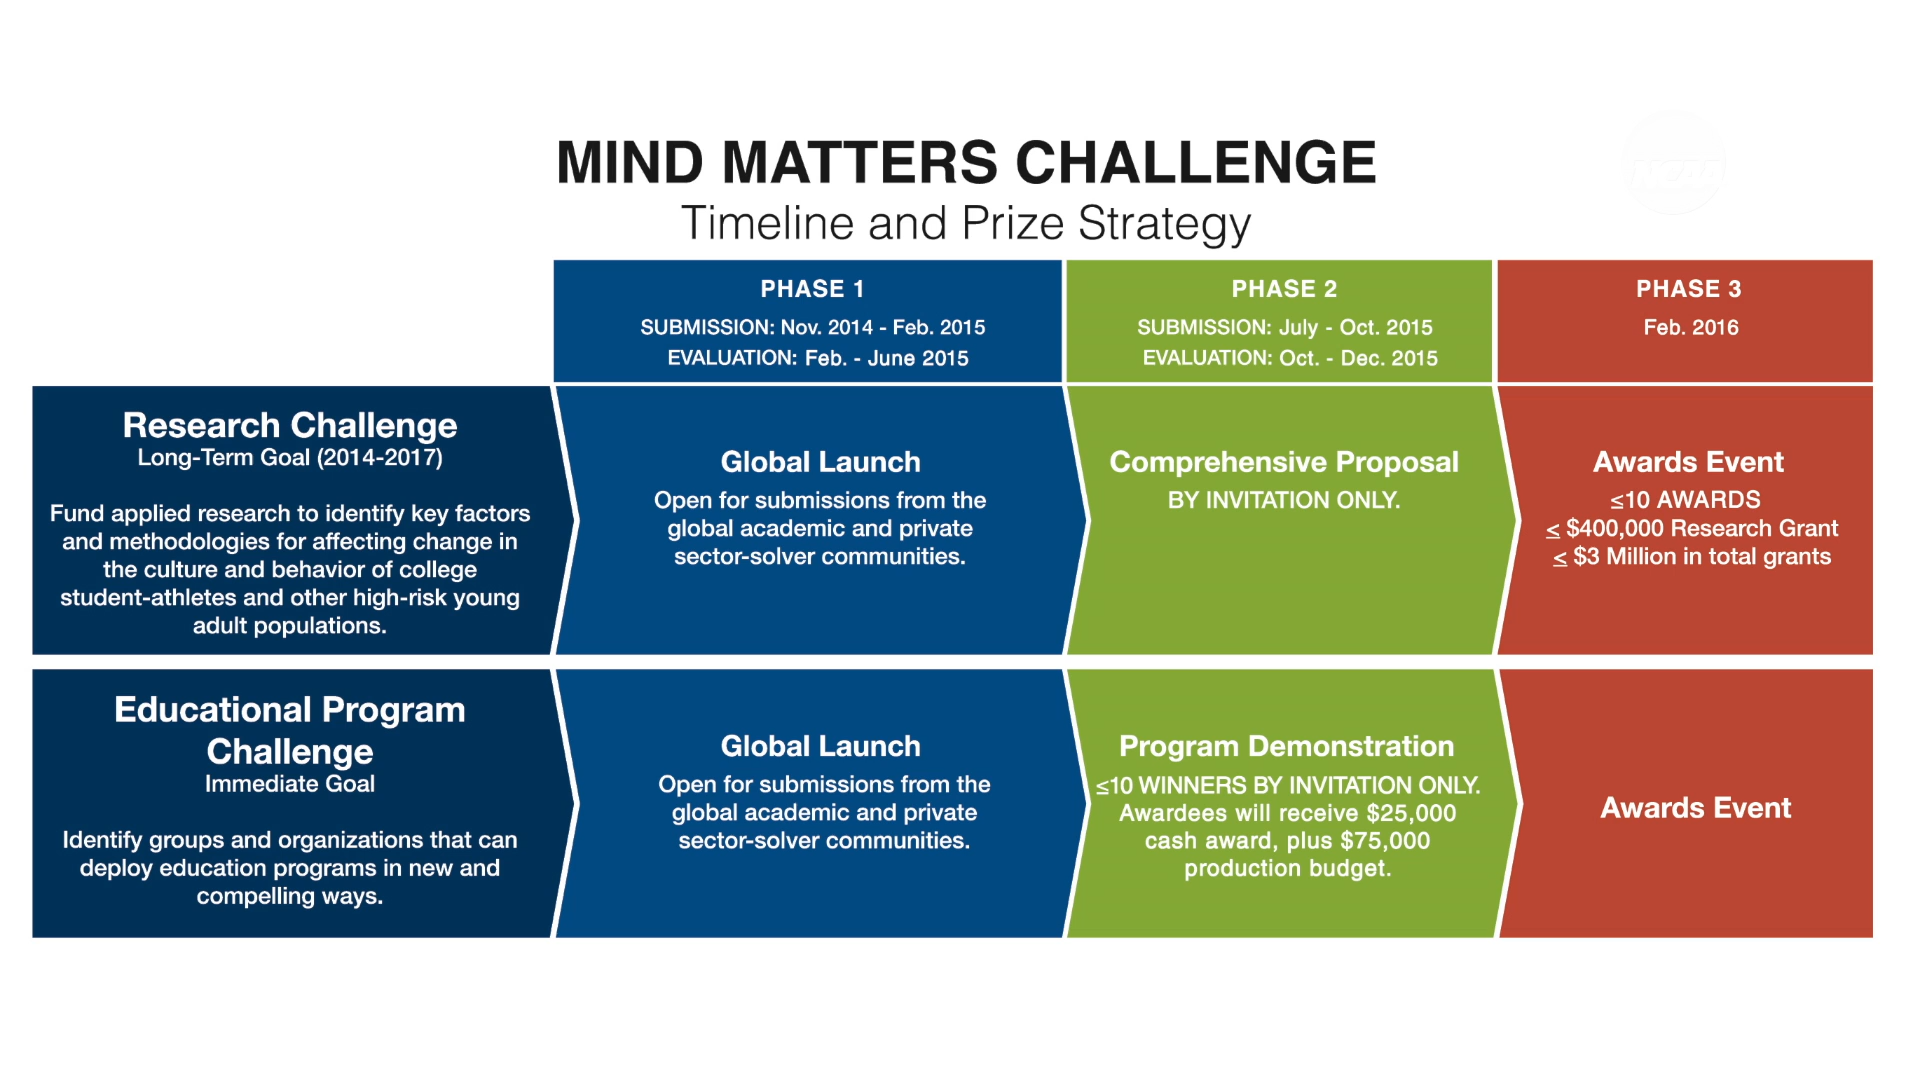 MIND MATTERS CHALLENGE
Timeline and Prize Strategy
PHASE 1
SUBMISSION: Nov. 2014 - Feb. 2015
EVALUATION: Feb. - June 2015
PHASE 2
SUBMISSION: July - Oct. 2015
EVALUATION: Oct. - Dec. 2015
PHASE 3
Feb. 2016
Research Challenge
Long-Term Goal (2014-2017)
Fund applied research to identify key factors
and methodologies for affecting change in
the culture and behavior of college
student-athletes and other high-risk young
adult populations.
Global Launch
Open for submissions from the
global academic and private
sector-solver communities.
Comprehensive Proposal
BY INVITATION ONLY.
Awards Event
≤10 AWARDS
≤ $400,000 Research Grant
≤ $3 Million in total grants
Educational Program
Challenge
Immediate Goal
Identify groups and organizations that can
deploy education programs in new and
compelling ways.
Global Launch
Open for submissions from the
global academic and private
sector-solver communities.
Program Demonstration
≤10 WINNERS BY INVITATION ONLY.
Awardees will receive $25,000
cash award, plus $75,000
production budget.
Awards Event